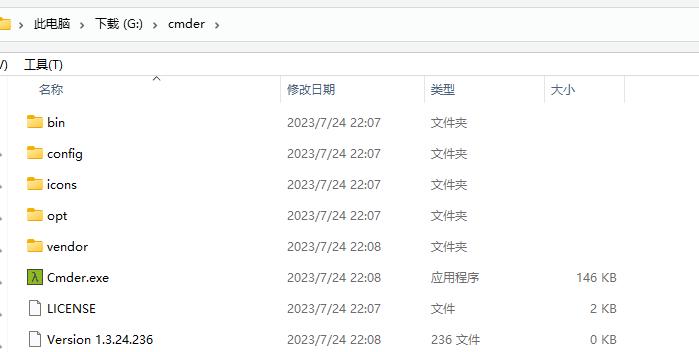 此电脑 > 下载 (G:) > cmder >
V) 工具(T)
名称 修改日期 类型 大小
bin 2023/7/24 22:07 文件夹
config 2023/7/24 22:07 文件夹
icons 2023/7/24 22:07 文件夹
opt 2023/7/24 22:07 文件夹
vendor 2023/7/24 22:08 文件夹
Cmder.exe 2023/7/24 22:08 应用程序 146 KB
LICENSE 2023/7/24 22:07 文件 2 KB
Version 1.3.24.236 2023/7/24 22:08 236 文件 0 KB